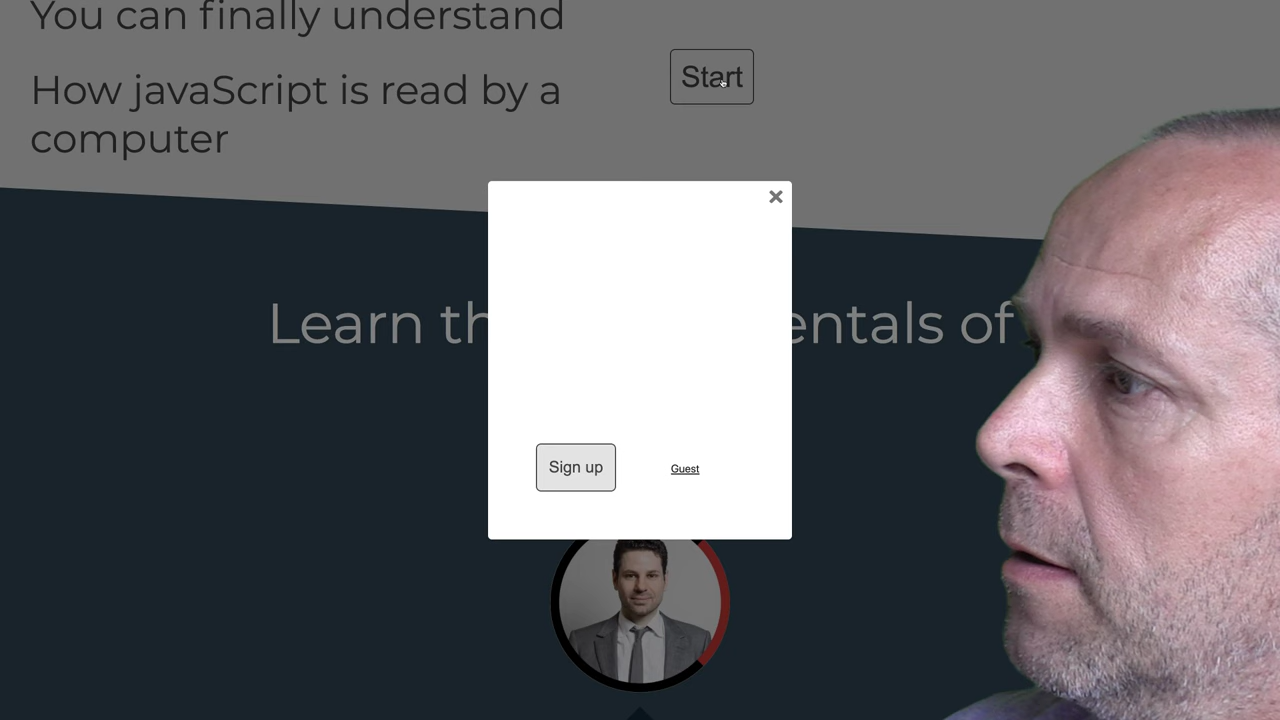 You can finally understand
Start
How javaScript is read by a
computer
Learn th
entals of
Sign up
Guest